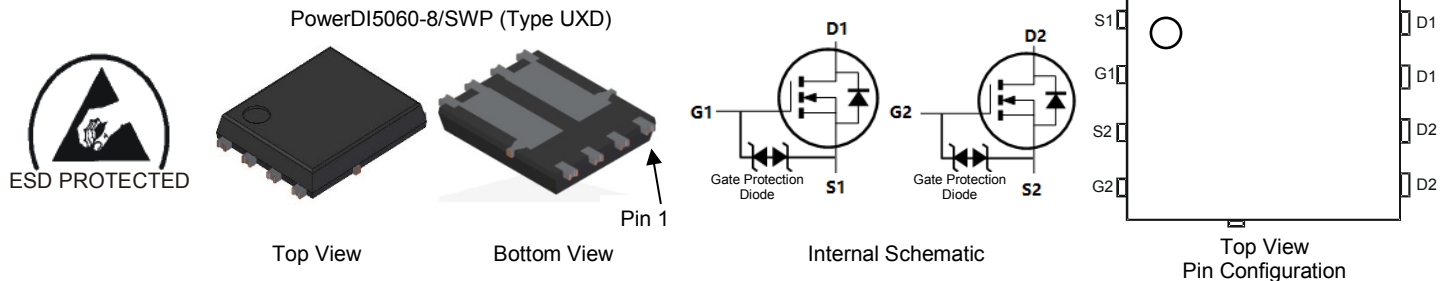 PowerDI5060-8/SWP (Type UXD)
ESD PROTECTED
Pin 1
Top View
Bottom View
D1
G1
Gate Protection
Diode
S1
D2
G2
Gate Protection
Diode
S2
Internal Schematic
S1
G1
S2
G2
D1
D1
D2
D2
Top View
Pin Configuration